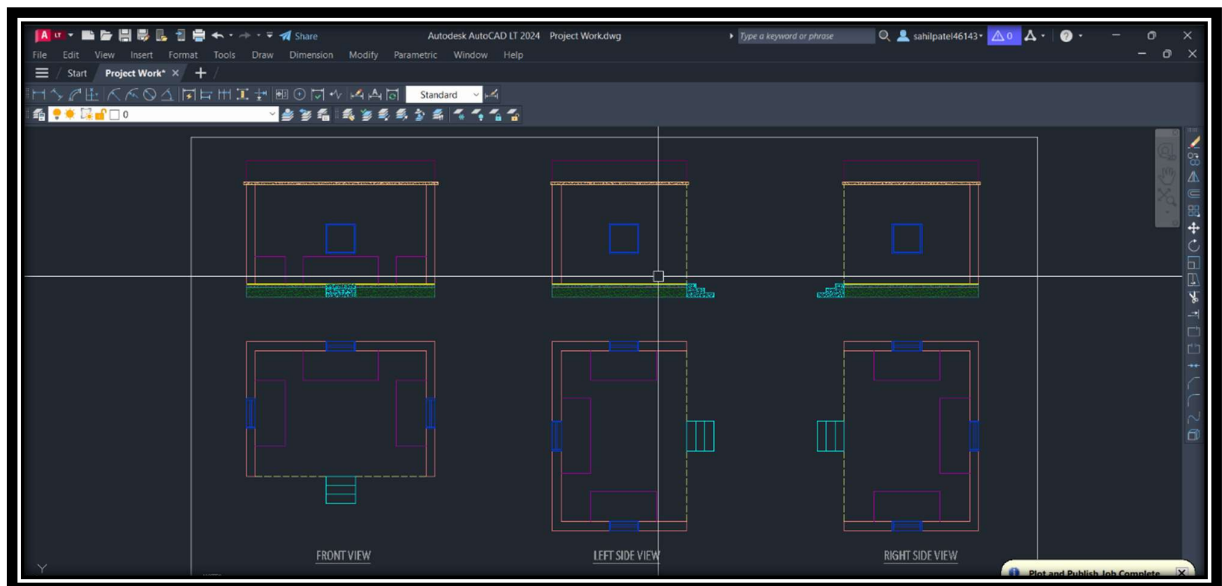 A LT Share Autodesk AutoCAD LT 2024 Project Work.dwg Type a keyword or phrase sahilpatel46143 0 ?
File Edit View Insert Format Tools Draw Dimension Modify Parametric Window Help
Start Project Work* × +
Standard
0
FRONT VIEW LEFT SIDE VIEW RIGHT SIDE VIEW
Y Plot and Publish Job Complete